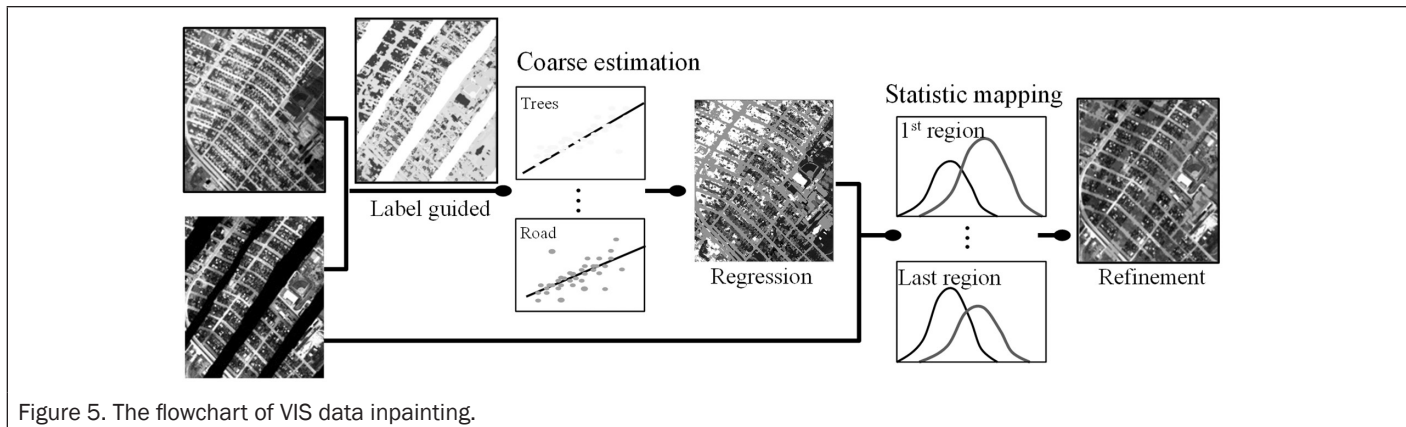 Coarse estimation
Trees
Road
Label guided
Regression
Statistic mapping
1st region
Last region
Refinement
Figure 5. The flowchart of VIS data inpainting.